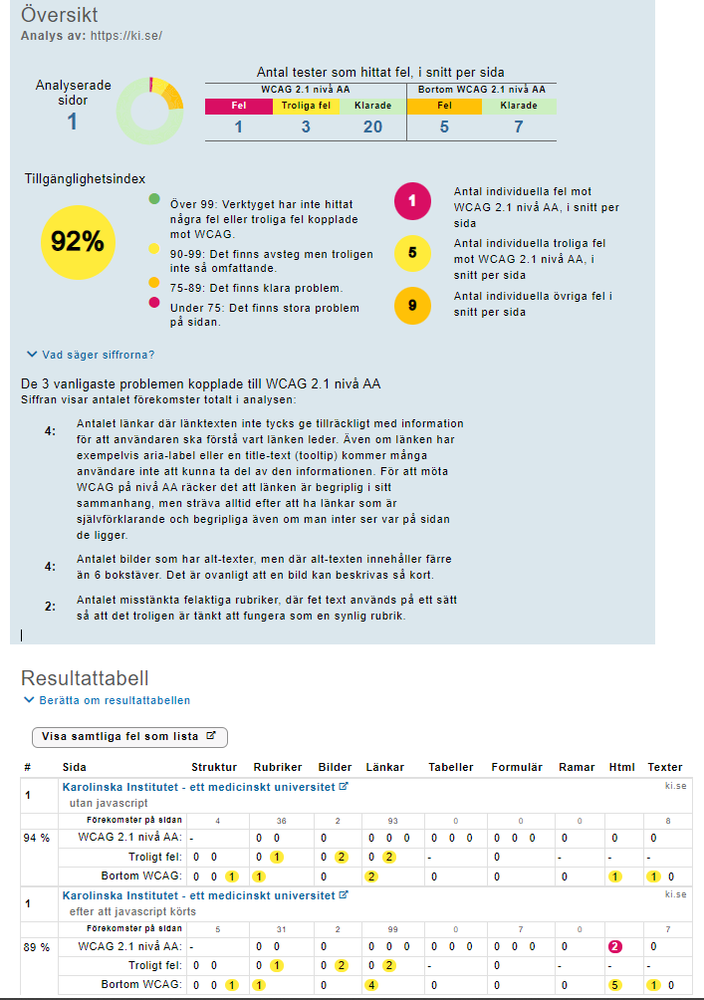 Översikt
Analys av: https://ki.se/
Analyserade
sidor
1
Antal tester som hittat fel, i snitt per sida
WCAG 2.1 nivå AA Bortom WCAG 2.1 nivå AA
Fel Troliga fel Klarade Fel Klarade
1 3 20 5 7
Tillgänglighetsindex
92%
Över 99: Verktyget har inte hittat
några fel eller troliga fel kopplade
mot WCAG.
90-99: Det finns avsteg men troligen
inte så omfattande.
75-89: Det finns klara problem.
Under 75: Det finns stora problem
på sidan.
1
Antal individuella fel mot
WCAG 2.1 nivå AA, i snitt per
sida
5
Antal individuella troliga fel
mot WCAG 2.1 nivå AA, i
snitt per sida
9
Antal individuella övriga fel i
snitt per sida
Vad säger siffrorna?
De 3 vanligaste problemen kopplade till WCAG 2.1 nivå AA
Siffran visar antalet förekomster totalt i analysen:
4: Antalet länkar där länktexten inte tycks ge tillräckligt med information
för att användaren ska förstå vart länken leder. Även om länken har
exempelvis aria-label eller en title-text (tooltip) kommer många
användare inte att kunna ta del av den informationen. För att möta
WCAG på nivå AA räcker det att länken är begriplig i sitt
sammanhang, men sträva alltid efter att ha länkar som är
självförklarande och begripliga även om man inter ser var på sidan
de ligger.
4: Antalet bilder som har alt-texter, men där alt-texten innehåller färre
än 6 bokstäver. Det är ovanligt att en bild kan beskrivas så kort.
2: Antalet misstänkta felaktiga rubriker, där fet text används på ett sätt
så att det troligen är tänkt att fungera som en synlig rubrik.
Resultattabell
Berätta om resultattabellen
Visa samtliga fel som lista
# Sida Struktur Rubriker Bilder Länkar Tabeller Formulär Ramar Html Texter
1 Karolinska Institutet - ett medicinskt universitet ki.se
utan javascript
Förekomster på sidan 4 36 2 93 0 0 0 8
94 % WCAG 2.1 nivå AA: - 0 0 0 0 0 0 0 0 0 0 0 0 0 0 0
Troligt fel: 0 0 0 1 0 2 0 2 - 0 - - -
Bortom WCAG: 0 0 1 1 0 2 0 0 0 1 1 0
1 Karolinska Institutet - ett medicinskt universitet ki.se
efter att javascript körts
Förekomster på sidan 5 31 2 99 0 7 0 7
89 % WCAG 2.1 nivå AA: - 0 0 0 0 0 0 0 0 0 0 0 0 0 2 0
Troligt fel: 0 0 0 1 0 2 0 2 - 0 - - -
Bortom WCAG: 0 0 1 1 0 4 0 0 0 5 1 0